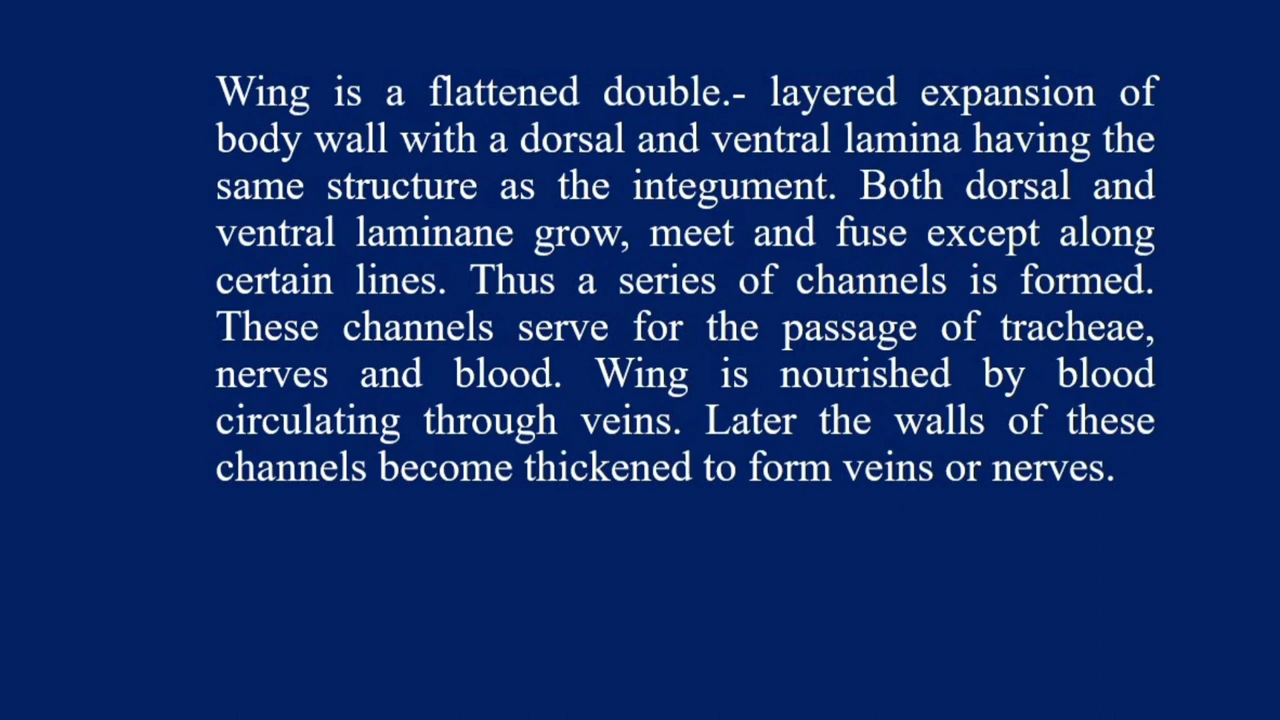 Wing is a flattened double.- layered expansion of
body wall with a dorsal and ventral lamina having the
same structure as the integument. Both dorsal and
ventral laminane grow, meet and fuse except along
certain lines. Thus a series of channels is formed.
These channels serve for the passage of tracheae,
nerves and blood. Wing is nourished by blood
circulating through veins. Later the walls of these
channels become thickened to form veins or nerves.